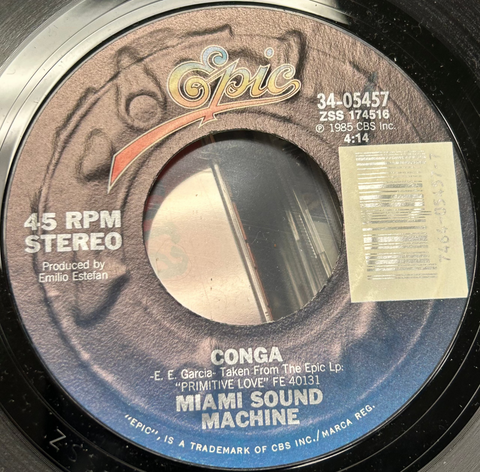 Epic
34-05457
ZSS 174516
℗ 1985 CBS Inc.
4:14
45 RPM
STEREO
Produced by
Emilio Estefan
CONGA
-E. E. Garcia- Taken From The Epic Lp:
"PRIMITIVE LOVE" FE 40131
MIAMI SOUND
MACHINE
"EPIC", IS A TRADEMARK OF CBS INC./MARCA REG.